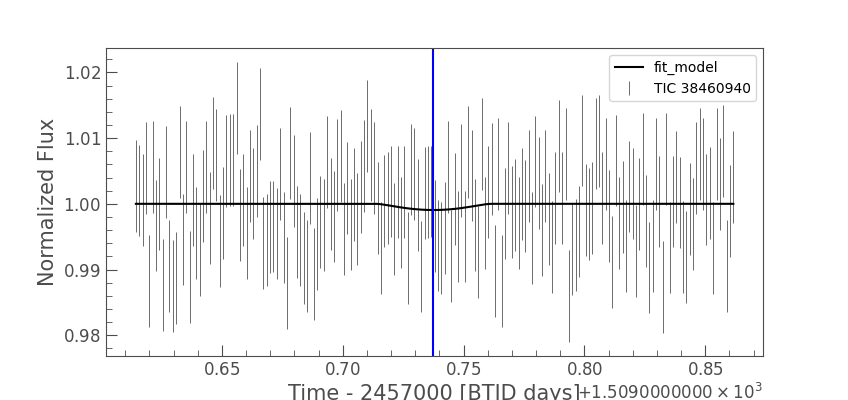 fit_model
TIC 38460940
Normalized Flux
1.02
1.01
1.00
0.99
0.98
0.65 0.70 0.75 0.80 0.85
Time - 2457000 [BTJD days]
+1.5090000000 × 10³